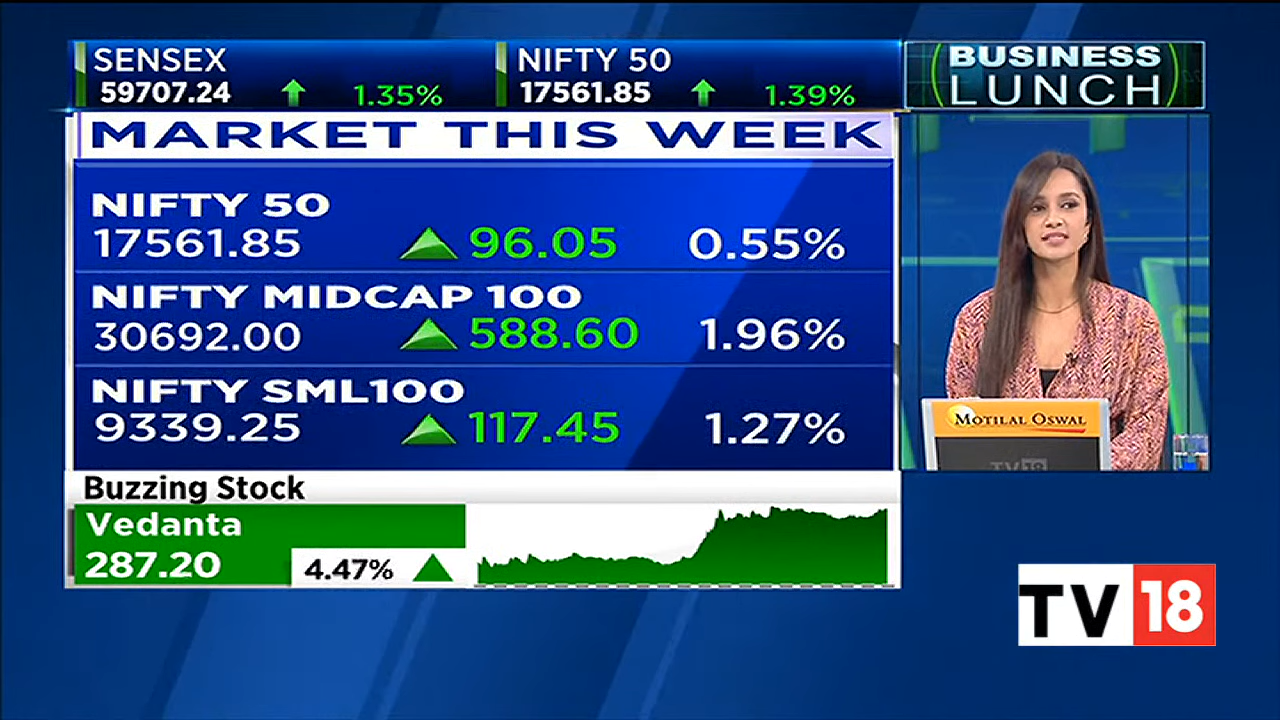 SENSEX
59707.24 1.35%
NIFTY 50
17561.85 1.39%
BUSINESS
LUNCH
MARKET THIS WEEK
NIFTY 50
17561.85 96.05 0.55%
NIFTY MIDCAP 100
30692.00 588.60 1.96%
NIFTY SML100
9339.25 117.45 1.27%
MOTILAL OSWAL
TV18
Buzzing Stock
Vedanta
287.20 4.47%
TV18